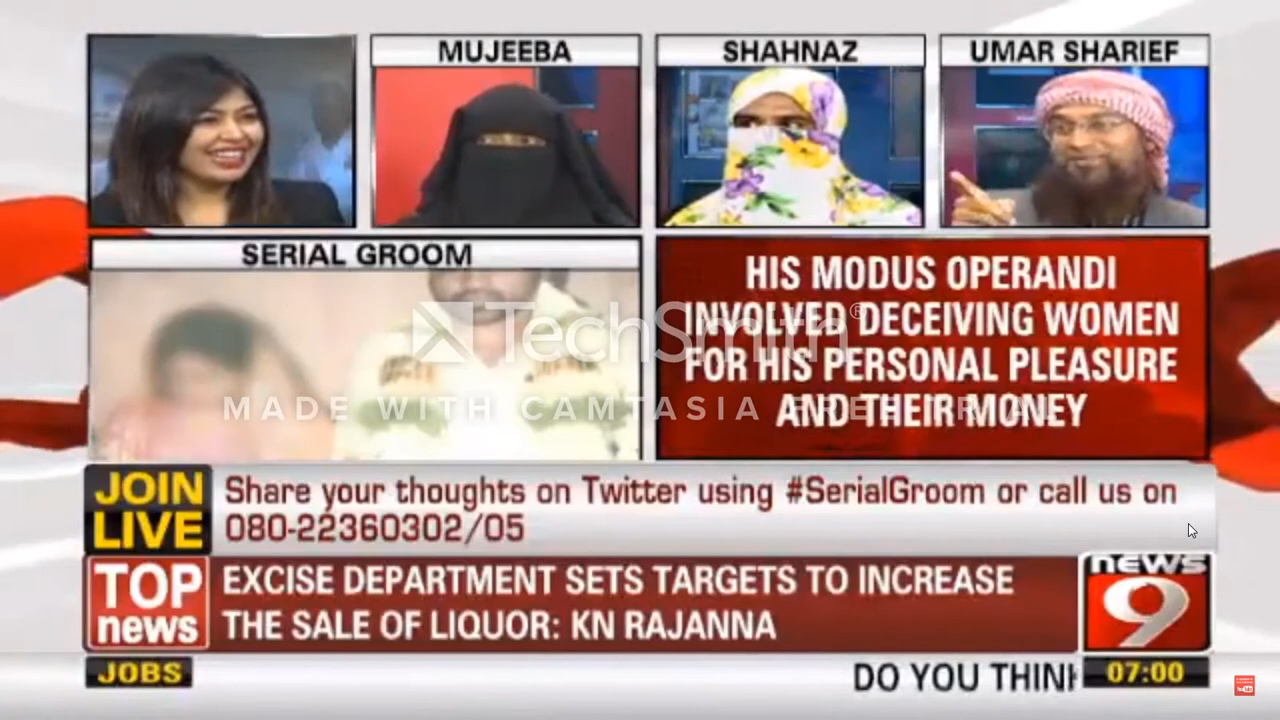 MUJEEBA
SHAHNAZ
UMAR SHARIEF
SERIAL GROOM
HIS MODUS OPERANDI
INVOLVED DECEIVING WOMEN
FOR HIS PERSONAL PLEASURE
AND THEIR MONEY
TechSmith®
MADE WITH CAMTASIA FREE TRIAL
JOIN
LIVE
Share your thoughts on Twitter using #SerialGroom or call us on
080-22360302/05
TOP
news
EXCISE DEPARTMENT SETS TARGETS TO INCREASE
THE SALE OF LIQUOR: KN RAJANNA
news
9
JOBS
DO YOU THIN
07:00